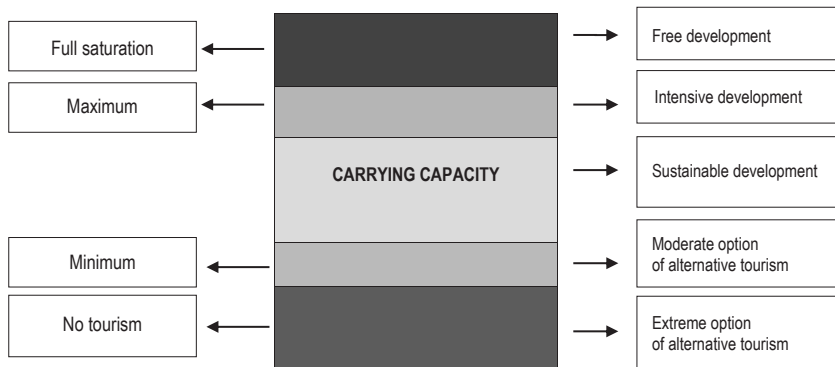 Full saturation
Maximum
Minimum
No tourism
CARRYING CAPACITY
Free development
Intensive development
Sustainable development
Moderate option
of alternative tourism
Extreme option
of alternative tourism